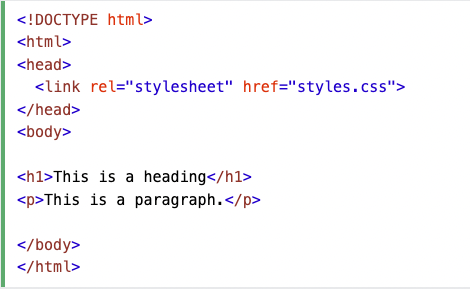 <!DOCTYPE html>
<html>
<head>
  <link rel="stylesheet" href="styles.css">
</head>
<body>

<h1>This is a heading</h1>
<p>This is a paragraph.</p>

</body>
</html>